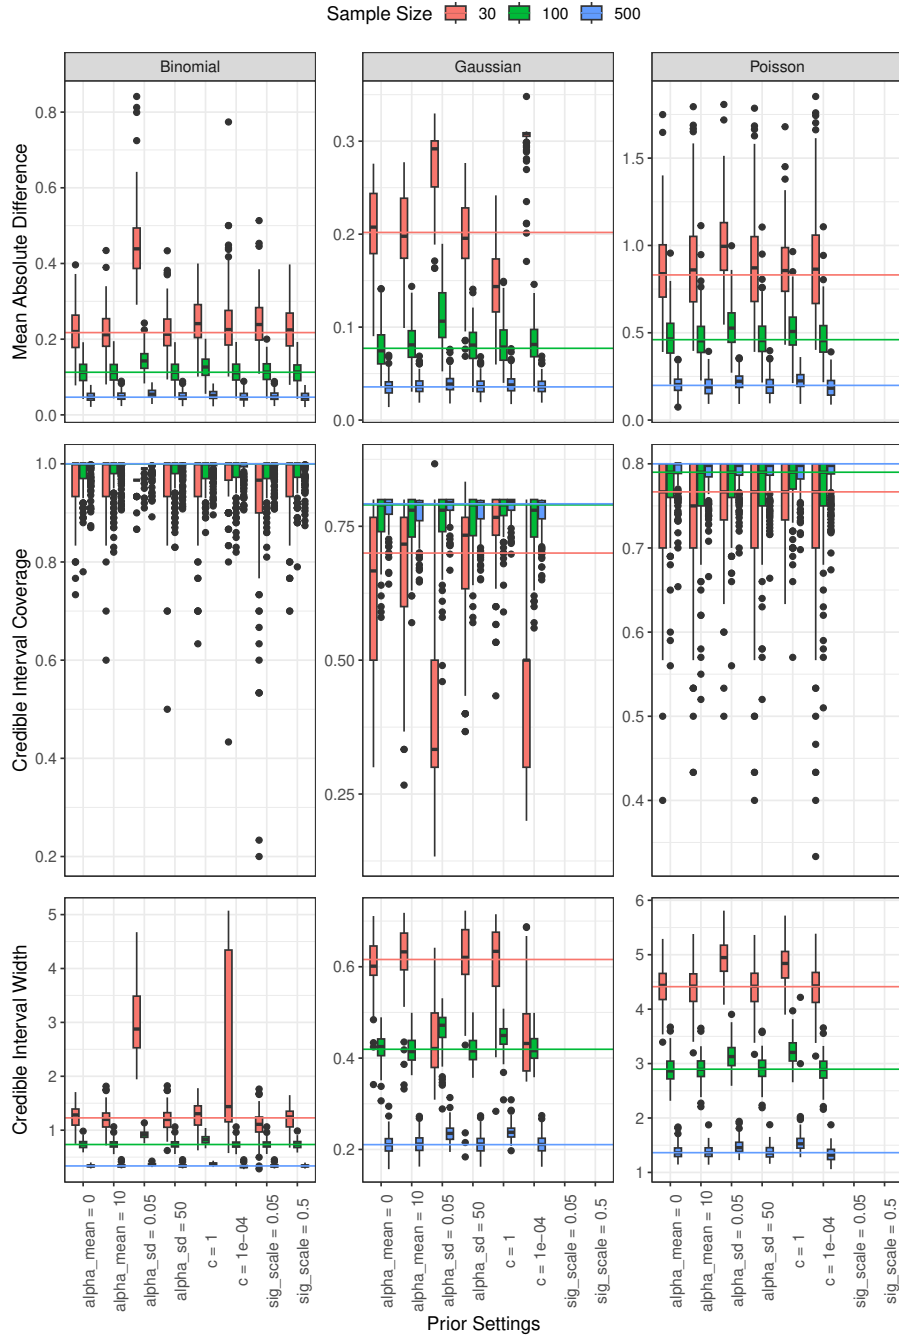 Sample Size 30 100 500
Binomial Gaussian Poisson
Mean Absolute Difference
0.8
0.6
0.4
0.2
0.0
0.3
0.2
0.1
0.0
1.5
1.0
0.5
0.0
Credible Interval Coverage
1.0
0.8
0.6
0.4
0.2
0.75
0.50
0.25
0.8
0.7
0.6
0.5
0.4
Credible Interval Width
5
4
3
2
1
0.6
0.4
0.2
6
5
4
3
2
1
alpha_mean = 0
alpha_mean = 10
alpha_sd = 0.05
alpha_sd = 50
c = 1
c = 1e-04
sig_scale = 0.05
sig_scale = 0.5
alpha_mean = 0
alpha_mean = 10
alpha_sd = 0.05
alpha_sd = 50
c = 1
c = 1e-04
sig_scale = 0.05
sig_scale = 0.5
alpha_mean = 0
alpha_mean = 10
alpha_sd = 0.05
alpha_sd = 50
c = 1
c = 1e-04
sig_scale = 0.05
sig_scale = 0.5
Prior Settings